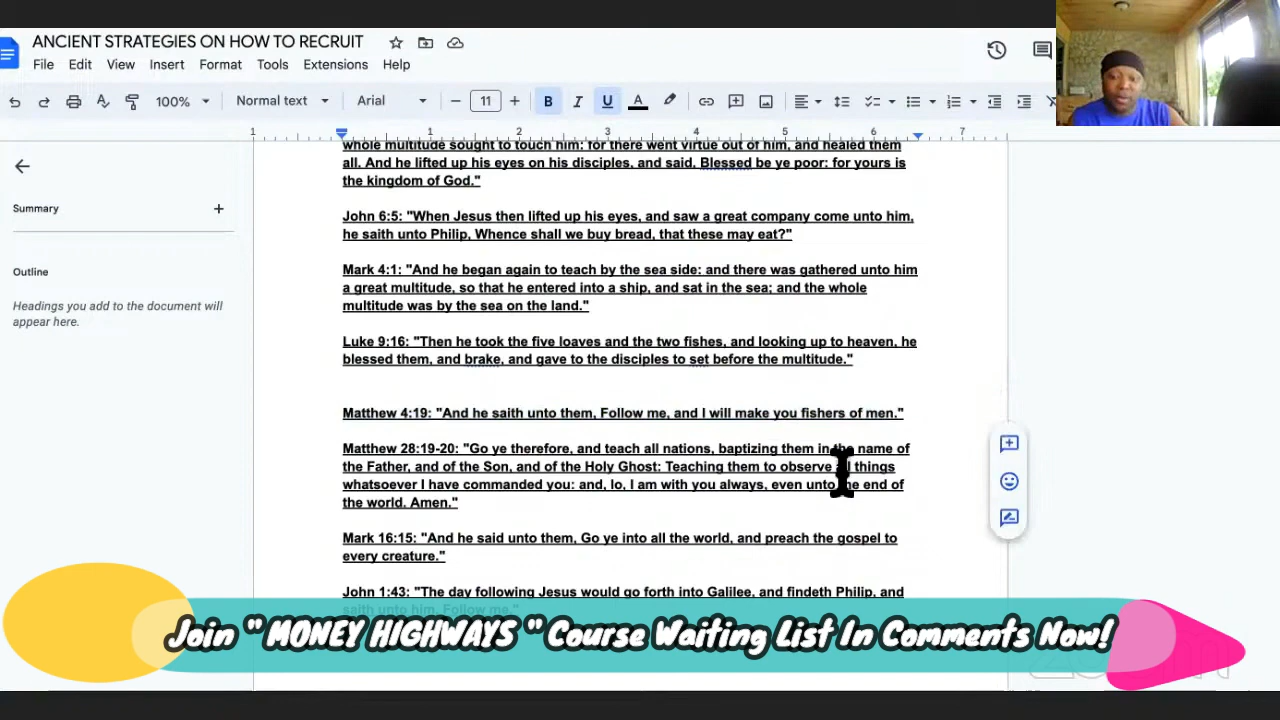 ANCIENT STRATEGIES ON HOW TO RECRUIT
File Edit View Insert Format Tools Extensions Help
100% Normal text Arial 11 B I U A
1 1 2 3 4 5 6 7
whole multitude sought to touch him: for there went virtue out of him, and healed them
all. And he lifted up his eyes on his disciples, and said, Blessed be ye poor: for yours is
the kingdom of God."
Summary
John 6:5: "When Jesus then lifted up his eyes, and saw a great company come unto him,
he saith unto Philip, Whence shall we buy bread, that these may eat?"
Outline
Headings you add to the document will
appear here.
Mark 4:1: "And he began again to teach by the sea side: and there was gathered unto him
a great multitude, so that he entered into a ship, and sat in the sea; and the whole
multitude was by the sea on the land."
Luke 9:16: "Then he took the five loaves and the two fishes, and looking up to heaven, he
blessed them, and brake, and gave to the disciples to set before the multitude."
Matthew 4:19: "And he saith unto them, Follow me, and I will make you fishers of men."
Matthew 28:19-20: "Go ye therefore, and teach all nations, baptizing them in the name of
the Father, and of the Son, and of the Holy Ghost: Teaching them to observe all things
whatsoever I have commanded you: and, lo, I am with you always, even unto the end of
the world. Amen."
Mark 16:15: "And he said unto them, Go ye into all the world, and preach the gospel to
every creature."
John 1:43: "The day following Jesus would go forth into Galilee, and findeth Philip, and
saith unto him, Follow me."
Join " MONEY HIGHWAYS " Course Waiting List In Comments Now!